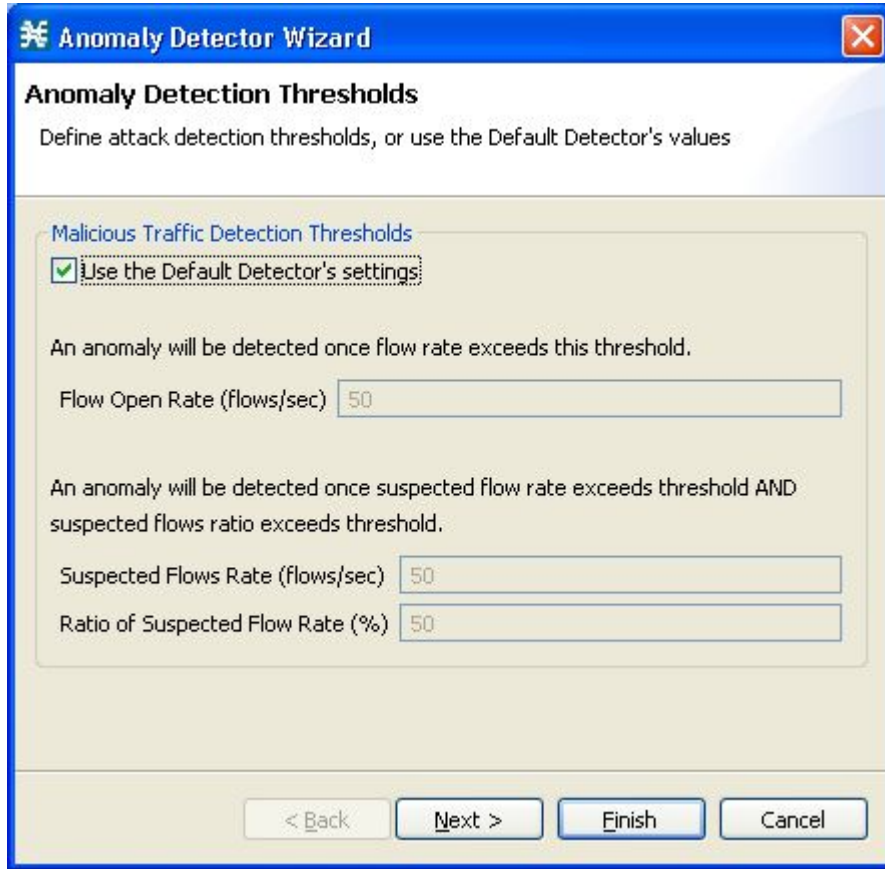 Anomaly Detector Wizard
Anomaly Detection Thresholds
Define attack detection thresholds, or use the Default Detector's values
Malicious Traffic Detection Thresholds
Use the Default Detector's settings
An anomaly will be detected once flow rate exceeds this threshold.
Flow Open Rate (flows/sec) 50
An anomaly will be detected once suspected flow rate exceeds threshold AND
suspected flows ratio exceeds threshold.
Suspected Flows Rate (flows/sec) 50
Ratio of Suspected Flow Rate (%) 50
< Back Next > Finish Cancel